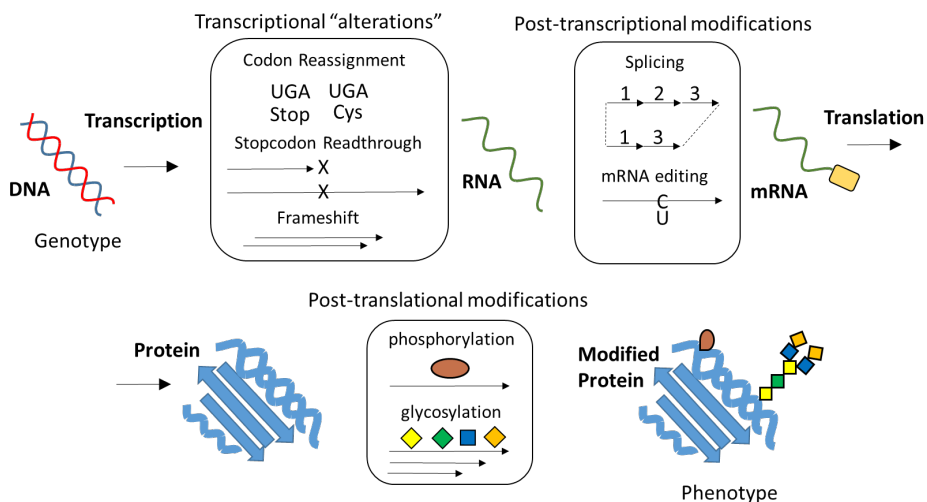 Transcriptional “alterations”
Post-transcriptional modifications
Codon Reassignment
UGA UGA
Stop Cys
Stopcodon Readthrough
X
X
Frameshift
Transcription
DNA
Genotype
RNA
Splicing
1 2 3
1 3
mRNA editing
C
U
mRNA
Translation
Post-translational modifications
Protein
phosphorylation
glycosylation
Modified
Protein
Phenotype